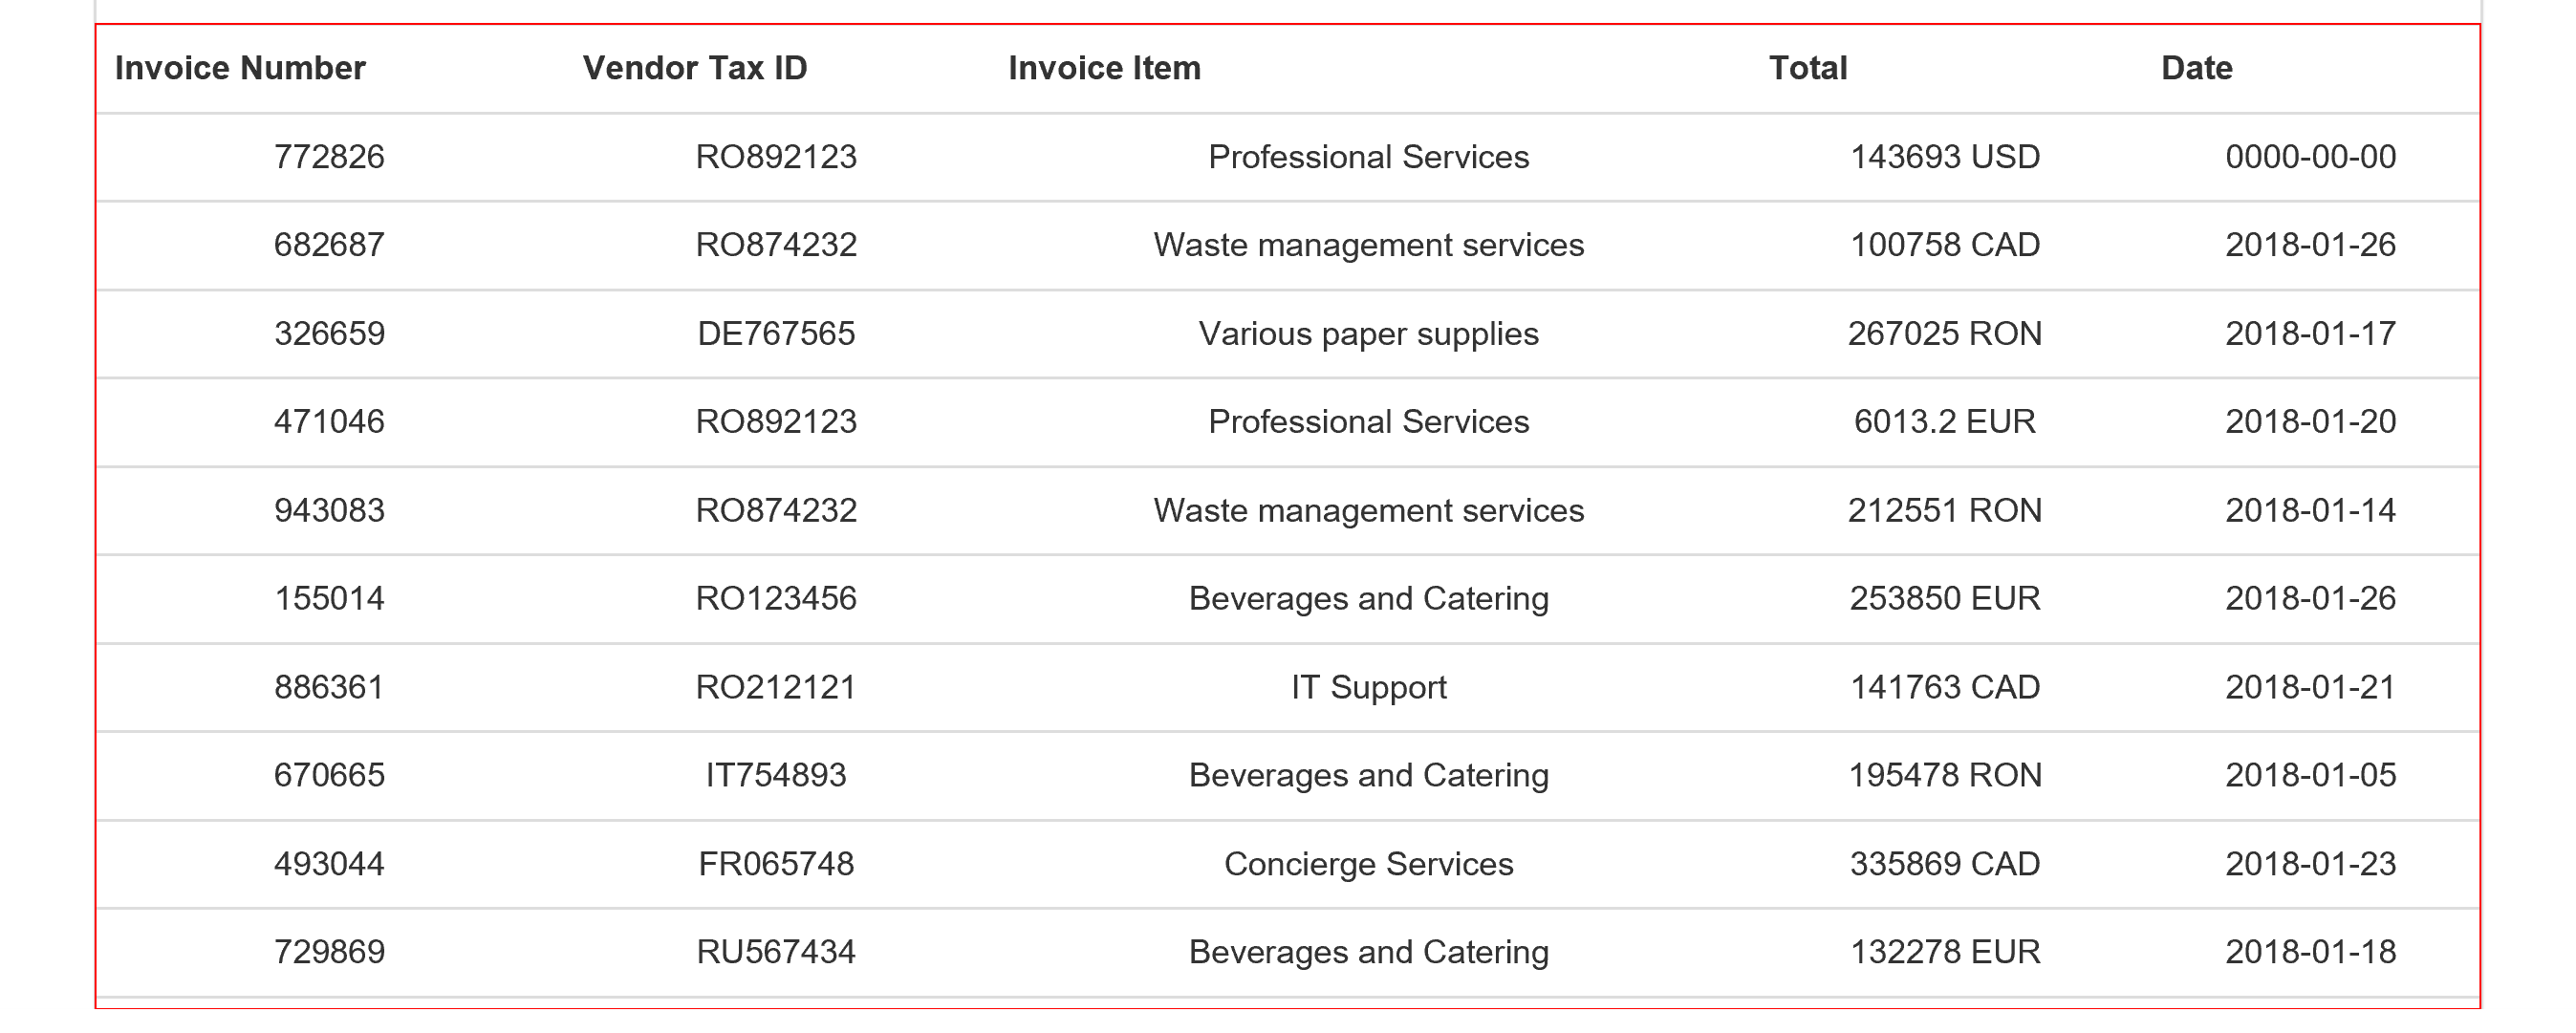 Invoice Number Vendor Tax ID Invoice Item Total Date
772826 RO892123 Professional Services 143693 USD 0000-00-00
682687 RO874232 Waste management services 100758 CAD 2018-01-26
326659 DE767565 Various paper supplies 267025 RON 2018-01-17
471046 RO892123 Professional Services 6013.2 EUR 2018-01-20
943083 RO874232 Waste management services 212551 RON 2018-01-14
155014 RO123456 Beverages and Catering 253850 EUR 2018-01-26
886361 RO212121 IT Support 141763 CAD 2018-01-21
670665 IT754893 Beverages and Catering 195478 RON 2018-01-05
493044 FR065748 Concierge Services 335869 CAD 2018-01-23
729869 RU567434 Beverages and Catering 132278 EUR 2018-01-18